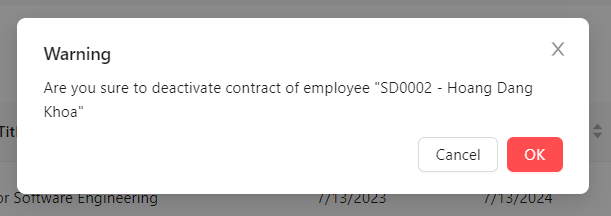 Warning
Are you sure to deactivate contract of employee "SD0002 - Hoang Dang
Khoa"
Cancel OK
Software Engineering 7/13/2023 7/13/2024